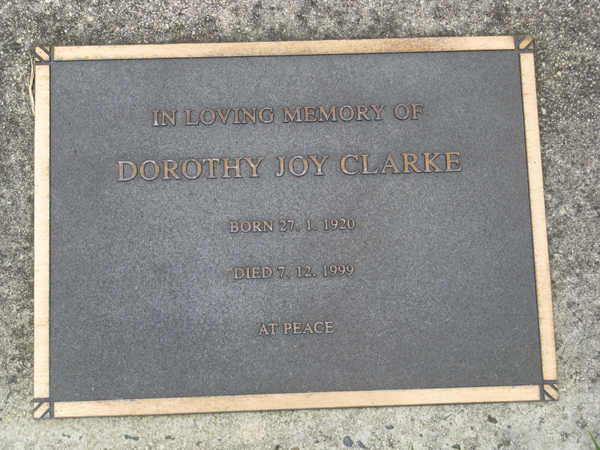 IN LOVING MEMORY OF
DOROTHY JOY CLARKE
BORN 27. 1. 1920
DIED 7. 12. 1999
AT PEACE